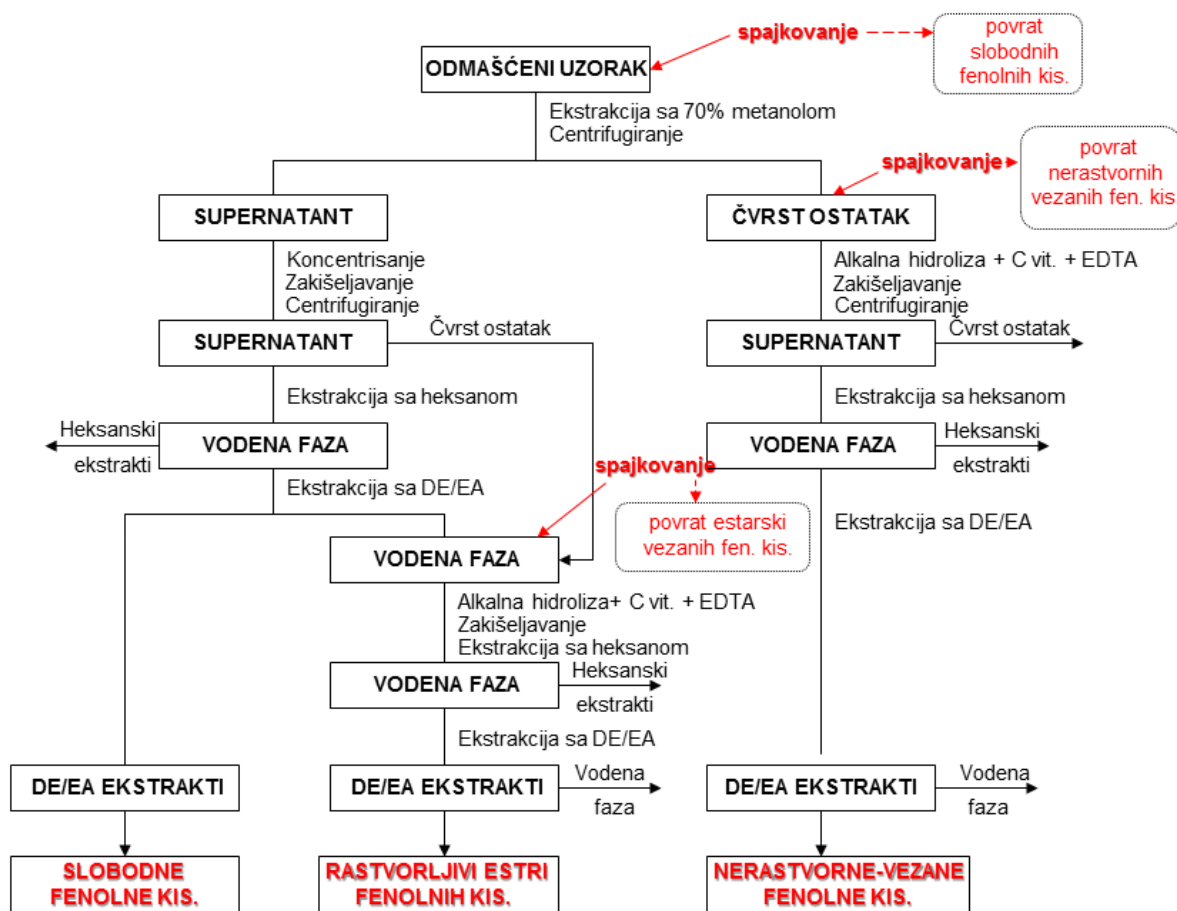 spajkovanje
povrat
slobodnih
fenolnih kis.
ODMAŠĆENI UZORAK
Ekstrakcija sa 70% metanolom
Centrifugiranje
spajkovanje
povrat
nerastvornih
vezanih fen. kis.
SUPERNATANT
ČVRST OSTATAK
Koncentrisanje
Zakišeljavanje
Centrifugiranje
Alkalna hidroliza + C vit. + EDTA
Zakišeljavanje
Centrifugiranje
SUPERNATANT
Čvrst ostatak
SUPERNATANT
Čvrst ostatak
Ekstrakcija sa heksanom
Ekstrakcija sa heksanom
Heksanski
ekstrakti
VODENA FAZA
VODENA FAZA
Heksanski
ekstrakti
spajkovanje
Ekstrakcija sa DE/EA
povrat estarski
vezanih fen. kis.
Ekstrakcija sa DE/EA
VODENA FAZA
Alkalna hidroliza+ C vit. + EDTA
Zakišeljavanje
Ekstrakcija sa heksanom
VODENA FAZA
Heksanski
ekstrakti
Ekstrakcija sa DE/EA
DE/EA EKSTRAKTI
DE/EA EKSTRAKTI
Vodena
faza
DE/EA EKSTRAKTI
Vodena
faza
SLOBODNE
FENOLNE KIS.
RASTVORLJIVI ESTRI
FENOLNIH KIS.
NERASTVORNE-VEZANE
FENOLNE KIS.